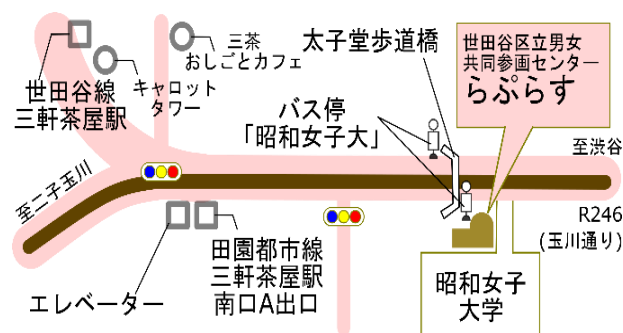 世田谷線
三軒茶屋駅
キャロット
タワー
三茶
おしごとカフェ
太子堂歩道橋
世田谷区立男女
共同参画センター
らぷらす
バス停
「昭和女子大」
至渋谷
至二子玉川
R246
(玉川通り)
エレベーター
田園都市線
三軒茶屋駅
南口A出口
昭和女子
大学